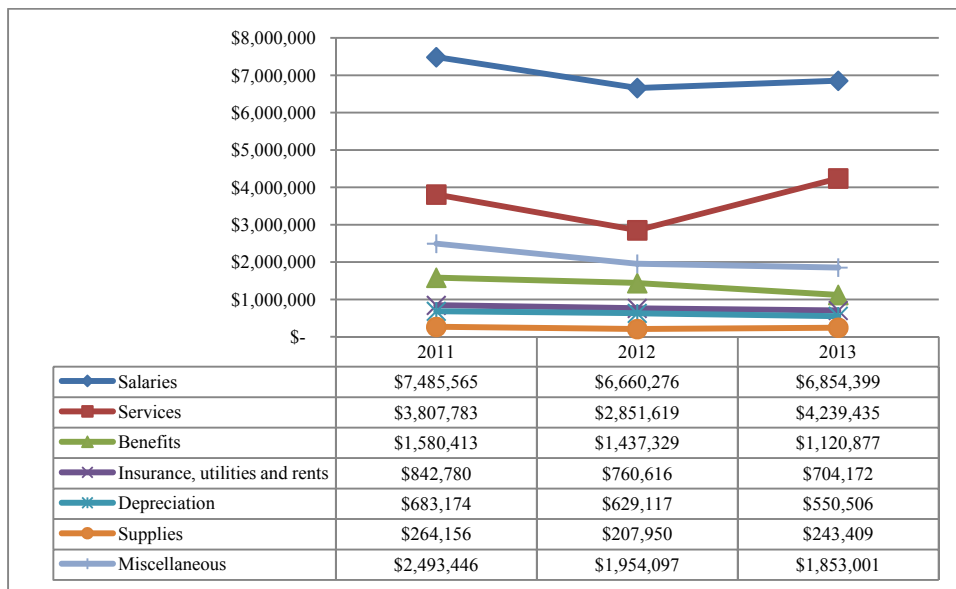 $8,000,000
$7,000,000
$6,000,000
$5,000,000
$4,000,000
$3,000,000
$2,000,000
$1,000,000
$-
2011 2012 2013
Salaries $7,485,565 $6,660,276 $6,854,399
Services $3,807,783 $2,851,619 $4,239,435
Benefits $1,580,413 $1,437,329 $1,120,877
Insurance, utilities and rents $842,780 $760,616 $704,172
Depreciation $683,174 $629,117 $550,506
Supplies $264,156 $207,950 $243,409
Miscellaneous $2,493,446 $1,954,097 $1,853,001